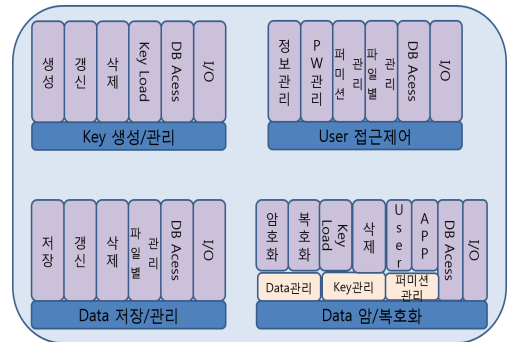 생성
갱신
삭제
Key Load
DB Acess
I/O
Key 생성/관리
정보관리
PW관리
퍼미션 관리
파일별 관리
DB Acess
I/O
User 접근제어
저장
갱신
삭제
파일별 관리
DB Acess
I/O
Data 저장/관리
암호화
복호화
Key Load
삭제
User
APP
DB Acess
I/O
Data관리
Key관리
퍼미션
관리
Data 암/복호화